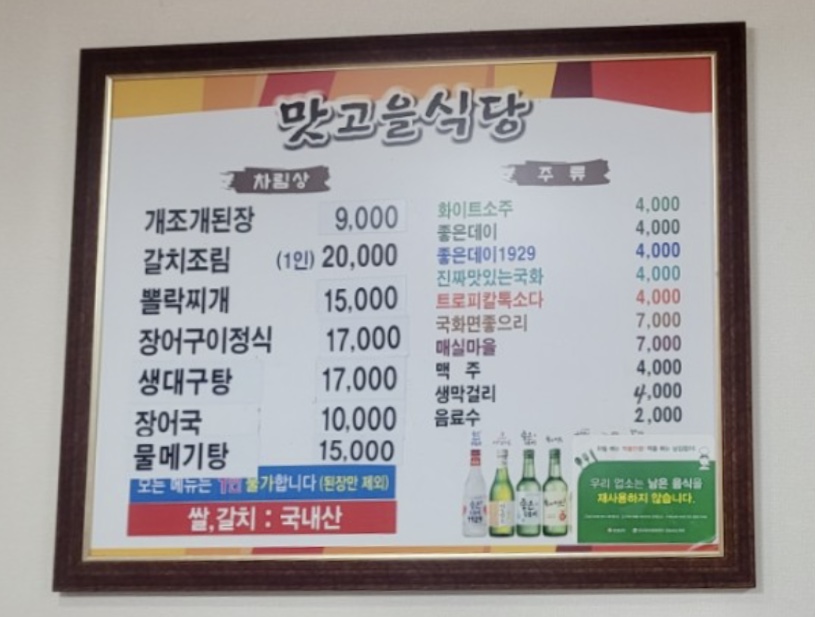 맛고을식당
차림상
개조개된장 9,000
갈치조림 (1인) 20,000
뽈락찌개 15,000
장어구이정식 17,000
생대구탕 17,000
장어국 10,000
물메기탕 15,000
모든 메뉴는 불가합니다 (된장만 제외)
쌀,갈치 : 국내산
주 류
화이트소주 4,000
좋은데이 4,000
좋은데이1929 4,000
진짜맛있는국화 4,000
트로피칼톡소다 4,000
국화면좋으리 7,000
매실마을 7,000
맥 주 4,000
생막걸리 4,000
음료수 2,000
1929
우리 업소는 남은 음식을
재사용하지 않습니다.